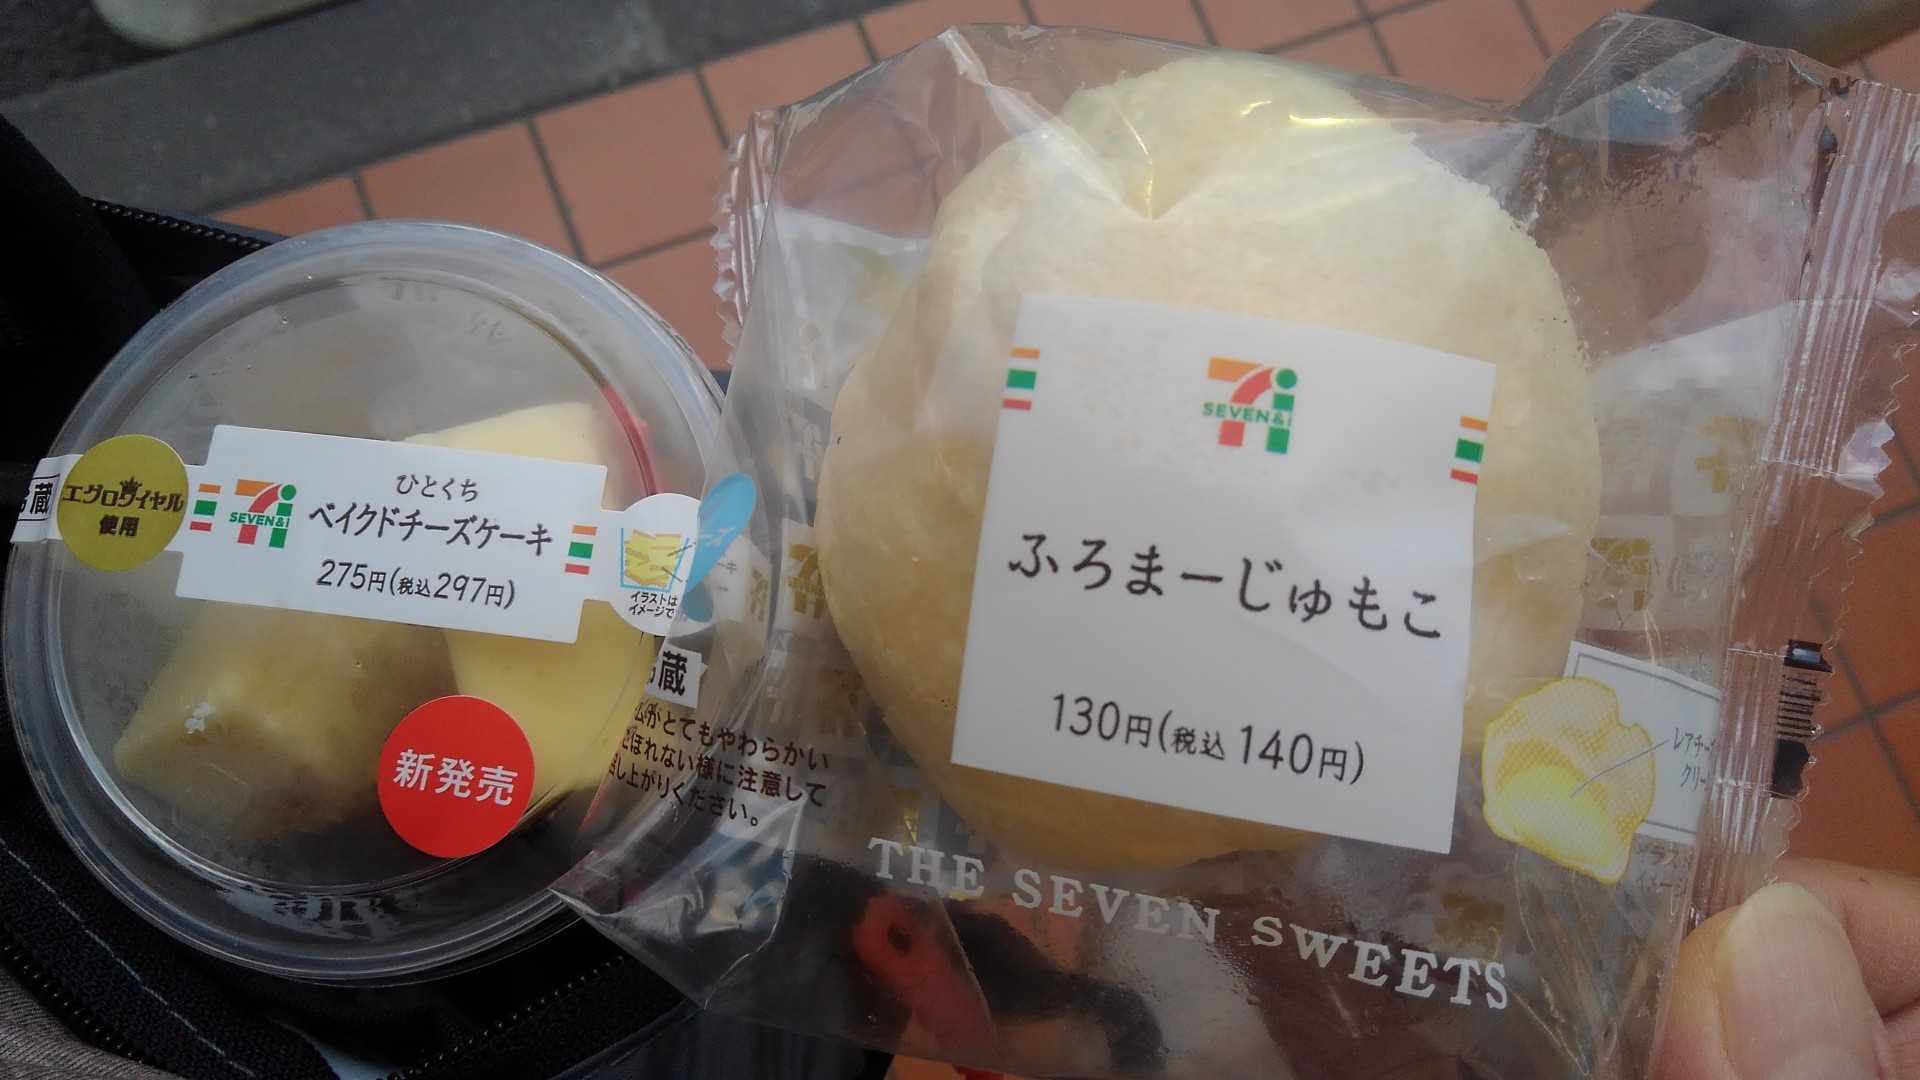 蔵
エグロワイヤル
使用
SEVEN&i
ひとくち
ベイクドチーズケーキ
275円(税込297円)
イラストは
イメージで
新発売
SEVEN&i
ふろまーじゅもこ
130円(税込140円)
蔵
がとてもやわらかい
ぼれない様に注意して
し上がりください。
レアチー
クリー
THE SEVEN SWEETS